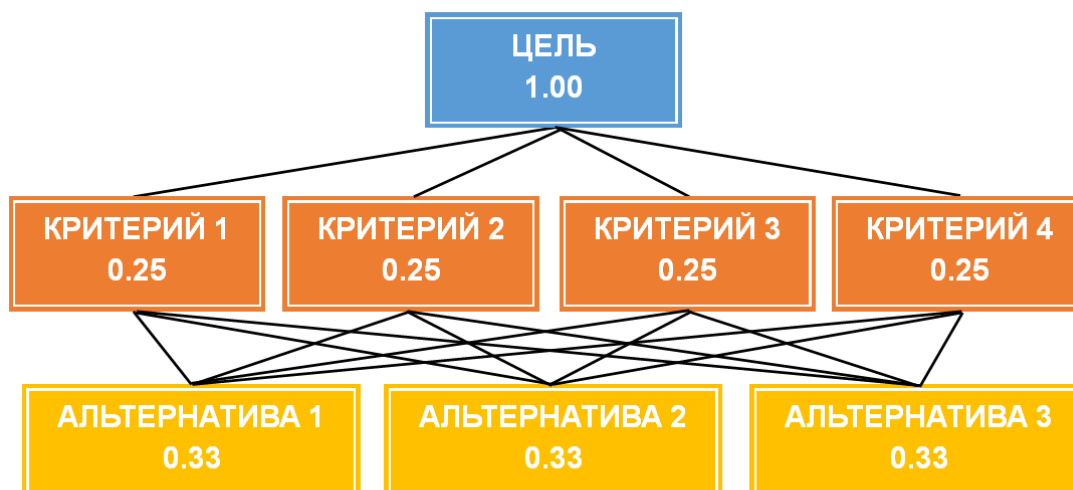 ЦЕЛЬ
1.00
КРИТЕРИЙ 1
0.25
КРИТЕРИЙ 2
0.25
КРИТЕРИЙ 3
0.25
КРИТЕРИЙ 4
0.25
АЛЬТЕРНАТИВА 1
0.33
АЛЬТЕРНАТИВА 2
0.33
АЛЬТЕРНАТИВА 3
0.33